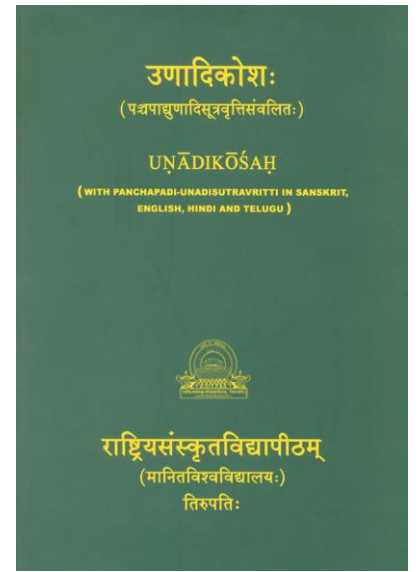 उणादिकोशः
(पञ्चपाद्युणादिसूत्रवृत्तिसंवलितः)
UṆĀDIKŌŚAḤ
(WITH PANCHAPADI-UNADISUTRAVRITTI IN SANSKRIT,
ENGLISH, HINDI AND TELUGU)
राष्ट्रियसंस्कृतविद्यापीठम्
(मानितविश्वविद्यालयः)
तिरुपतिः